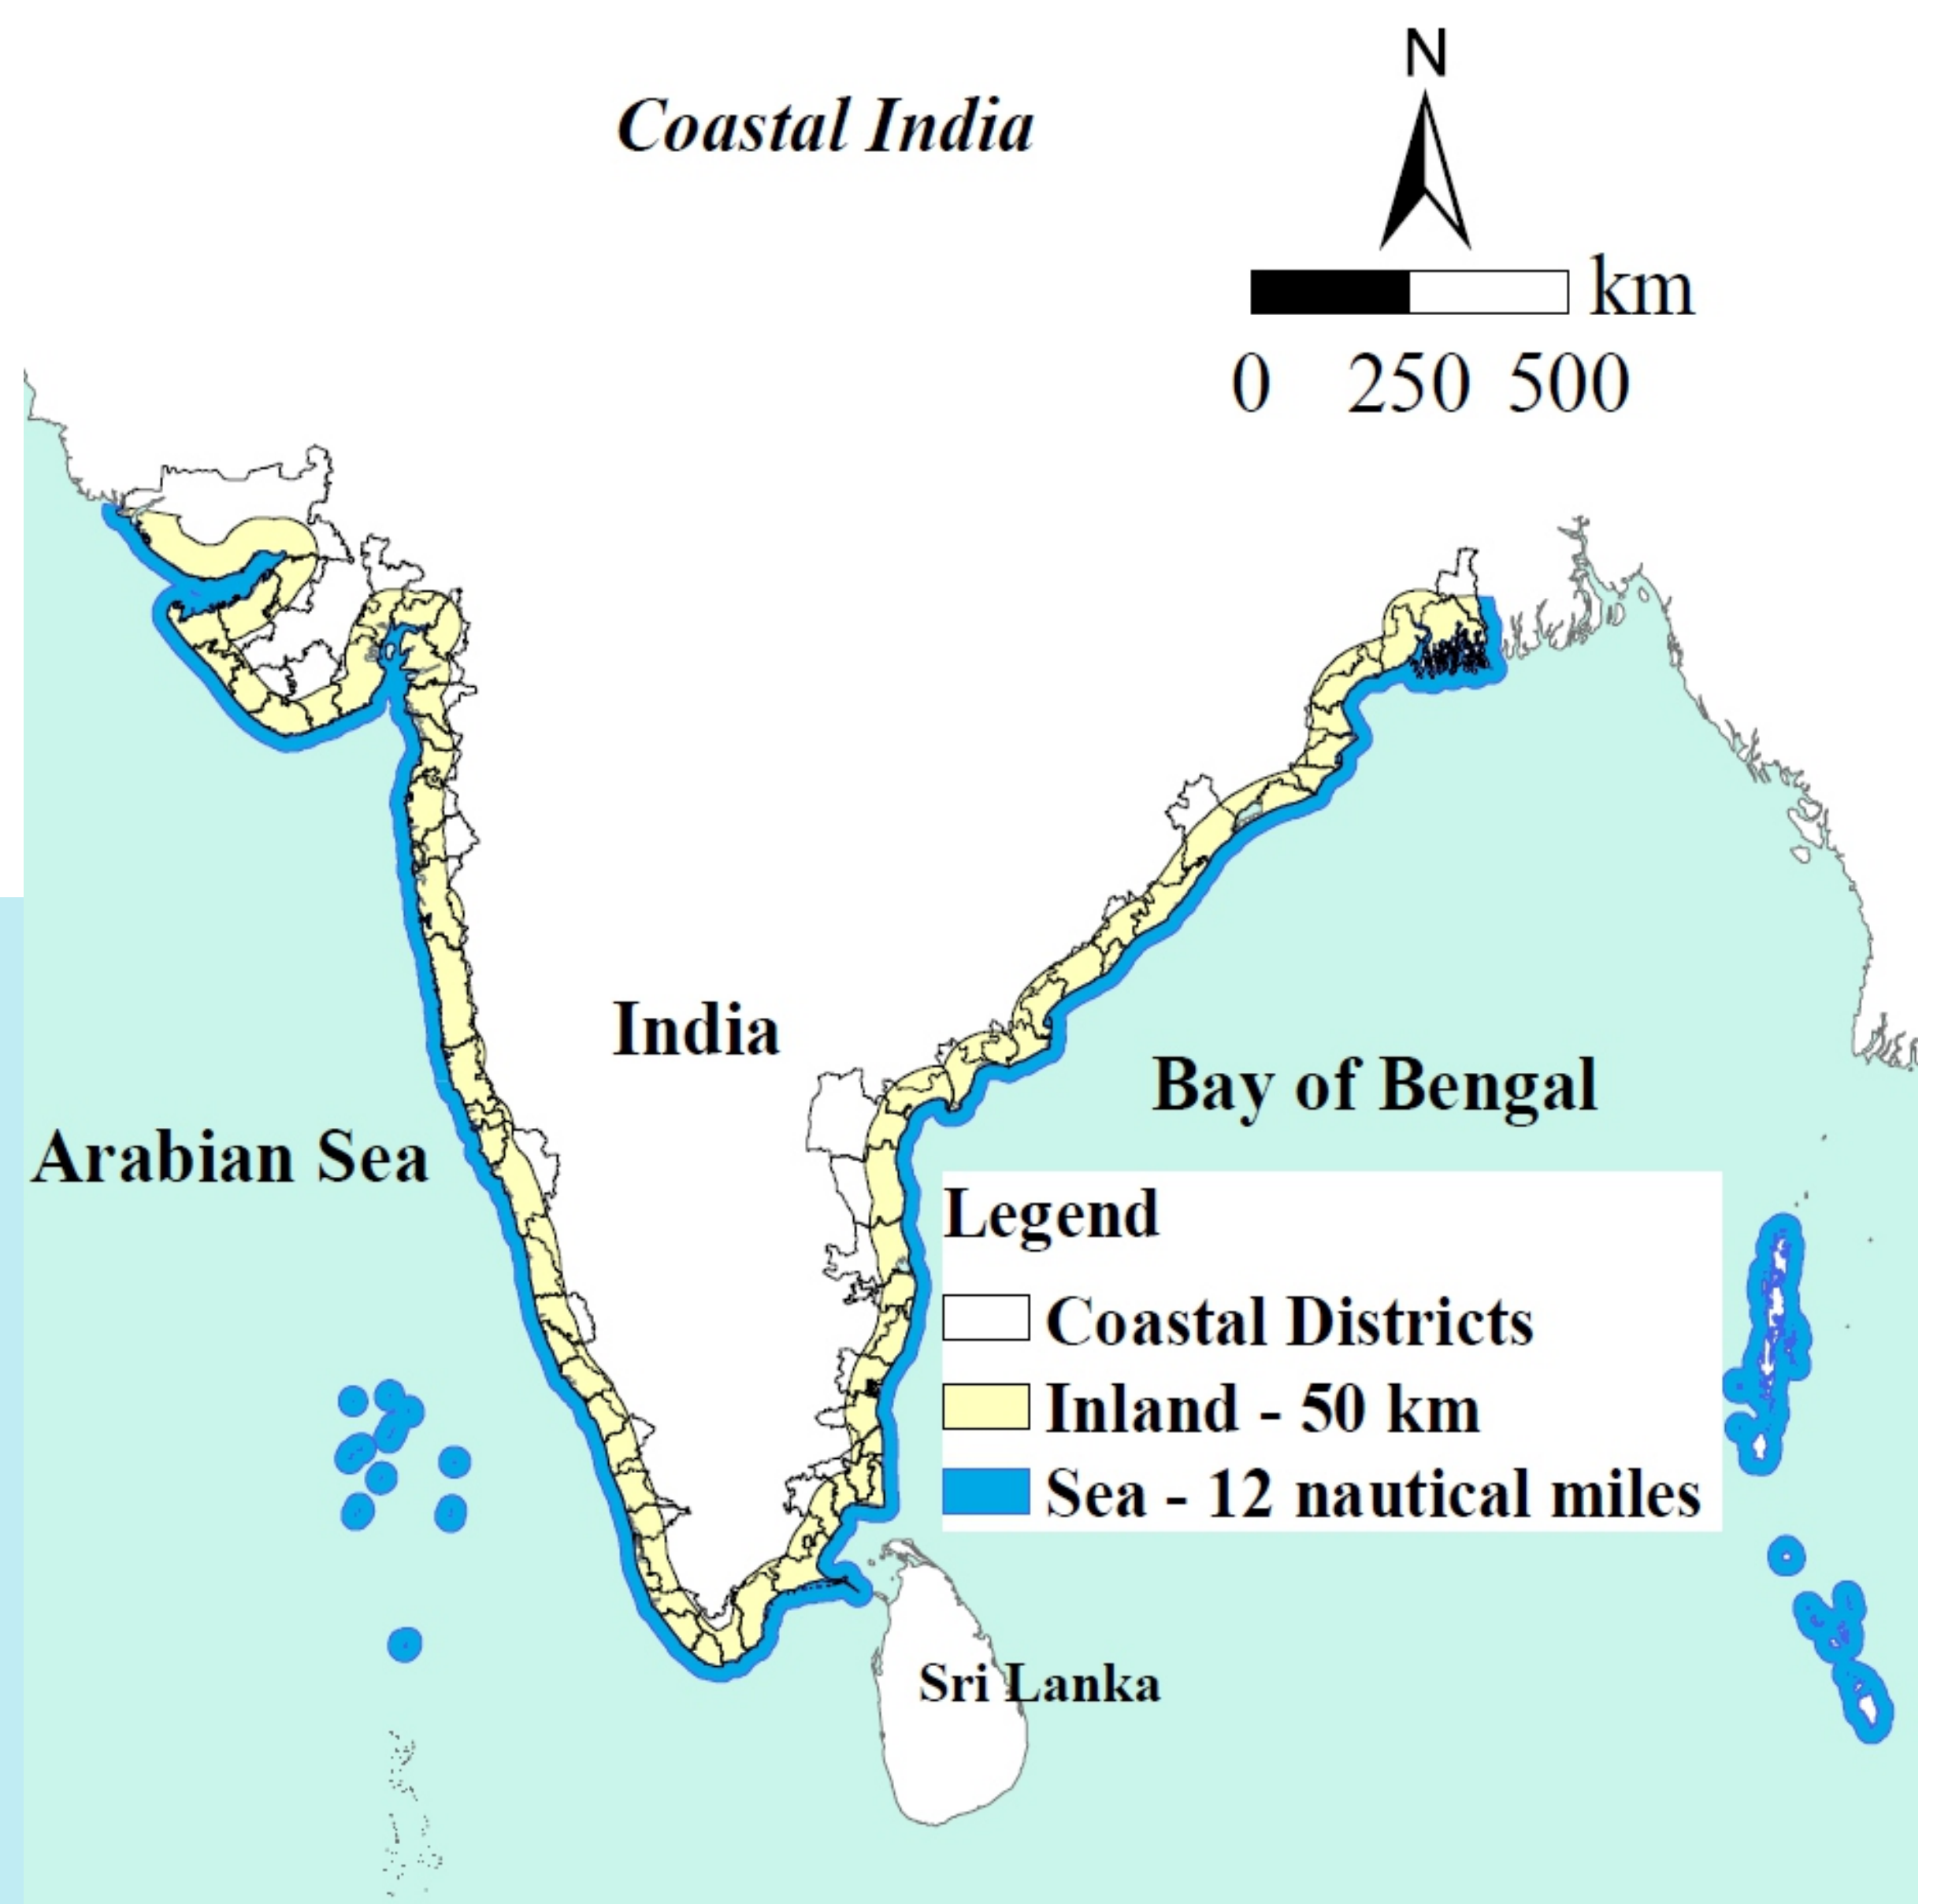 N
Coastal India
km
0 250 500
India
Bay of Bengal
Arabian Sea
Legend
Coastal Districts
Inland - 50 km
Sea - 12 nautical miles
Sri Lanka